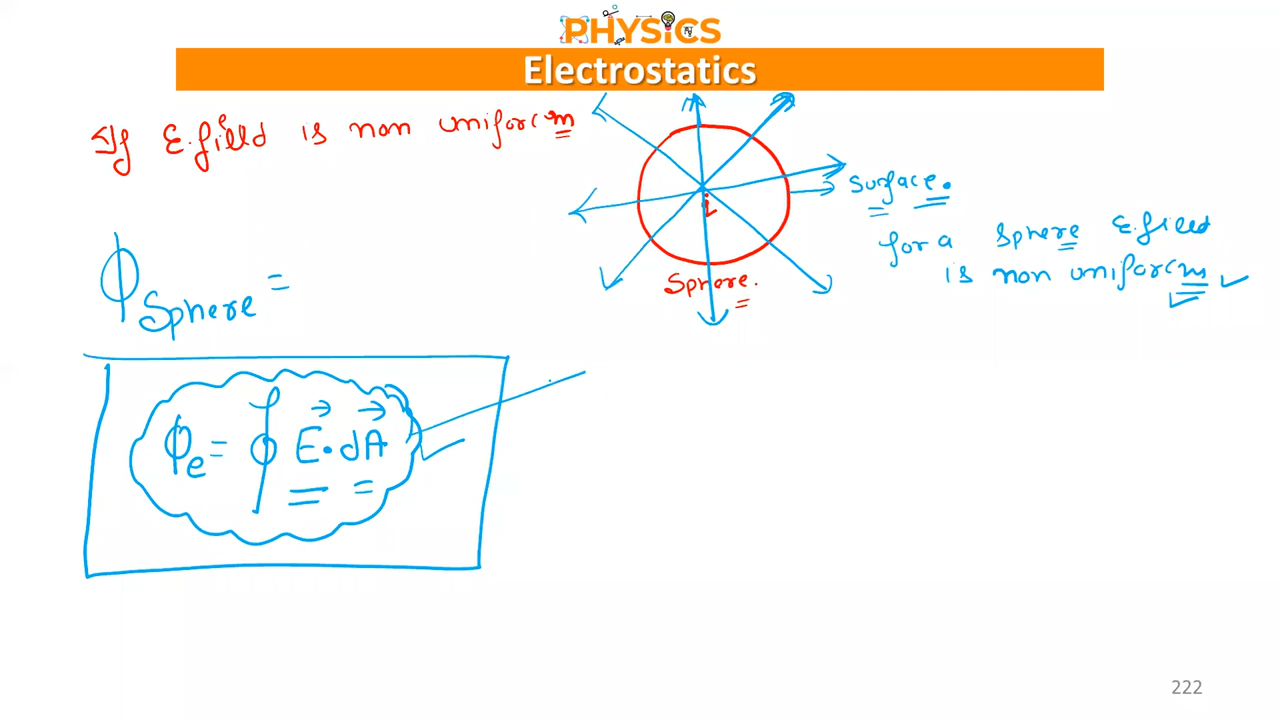 PHYSICS
Electrostatics
If E.field is non uniform
Surface.
for a sphere E.field
is non uniform
Sphere.
ϕSphere =
ϕe = ∮ E⃗ · dA⃗
222